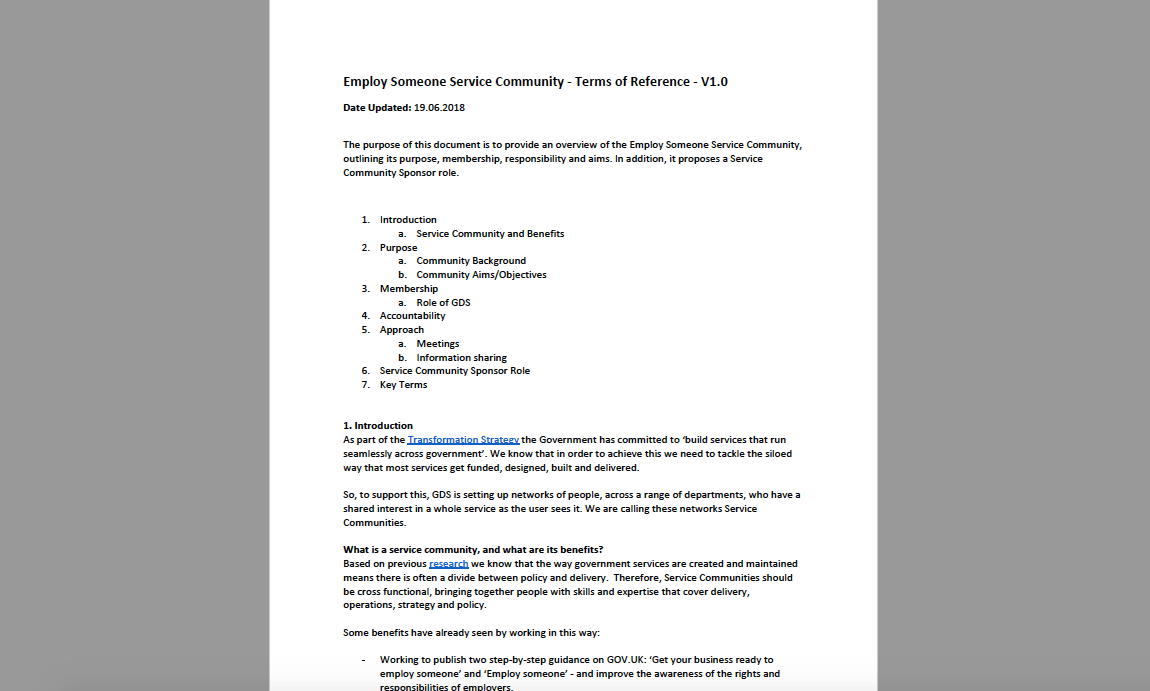 Employ Someone Service Community - Terms of Reference - V1.0
Date Updated: 19.06.2018
The purpose of this document is to provide an overview of the Employ Someone Service Community,
outlining its purpose, membership, responsibility and aims. In addition, it proposes a Service
Community Sponsor role.
1. Introduction
a. Service Community and Benefits
2. Purpose
a. Community Background
b. Community Aims/Objectives
3. Membership
a. Role of GDS
4. Accountability
5. Approach
a. Meetings
b. Information sharing
6. Service Community Sponsor Role
7. Key Terms
1. Introduction
As part of the Transformation Strategy the Government has committed to ‘build services that run
seamlessly across government’. We know that in order to achieve this we need to tackle the siloed
way that most services get funded, designed, built and delivered.
So, to support this, GDS is setting up networks of people, across a range of departments, who have a
shared interest in a whole service as the user sees it. We are calling these networks Service
Communities.
What is a service community, and what are its benefits?
Based on previous research we know that the way government services are created and maintained
means there is often a divide between policy and delivery. Therefore, Service Communities should
be cross functional, bringing together people with skills and expertise that cover delivery,
operations, strategy and policy.
Some benefits have already seen by working in this way:
- Working to publish two step-by-step guidance on GOV.UK: ‘Get your business ready to
employ someone’ and ‘Employ someone’ - and improve the awareness of the rights and
responsibilities of employers.